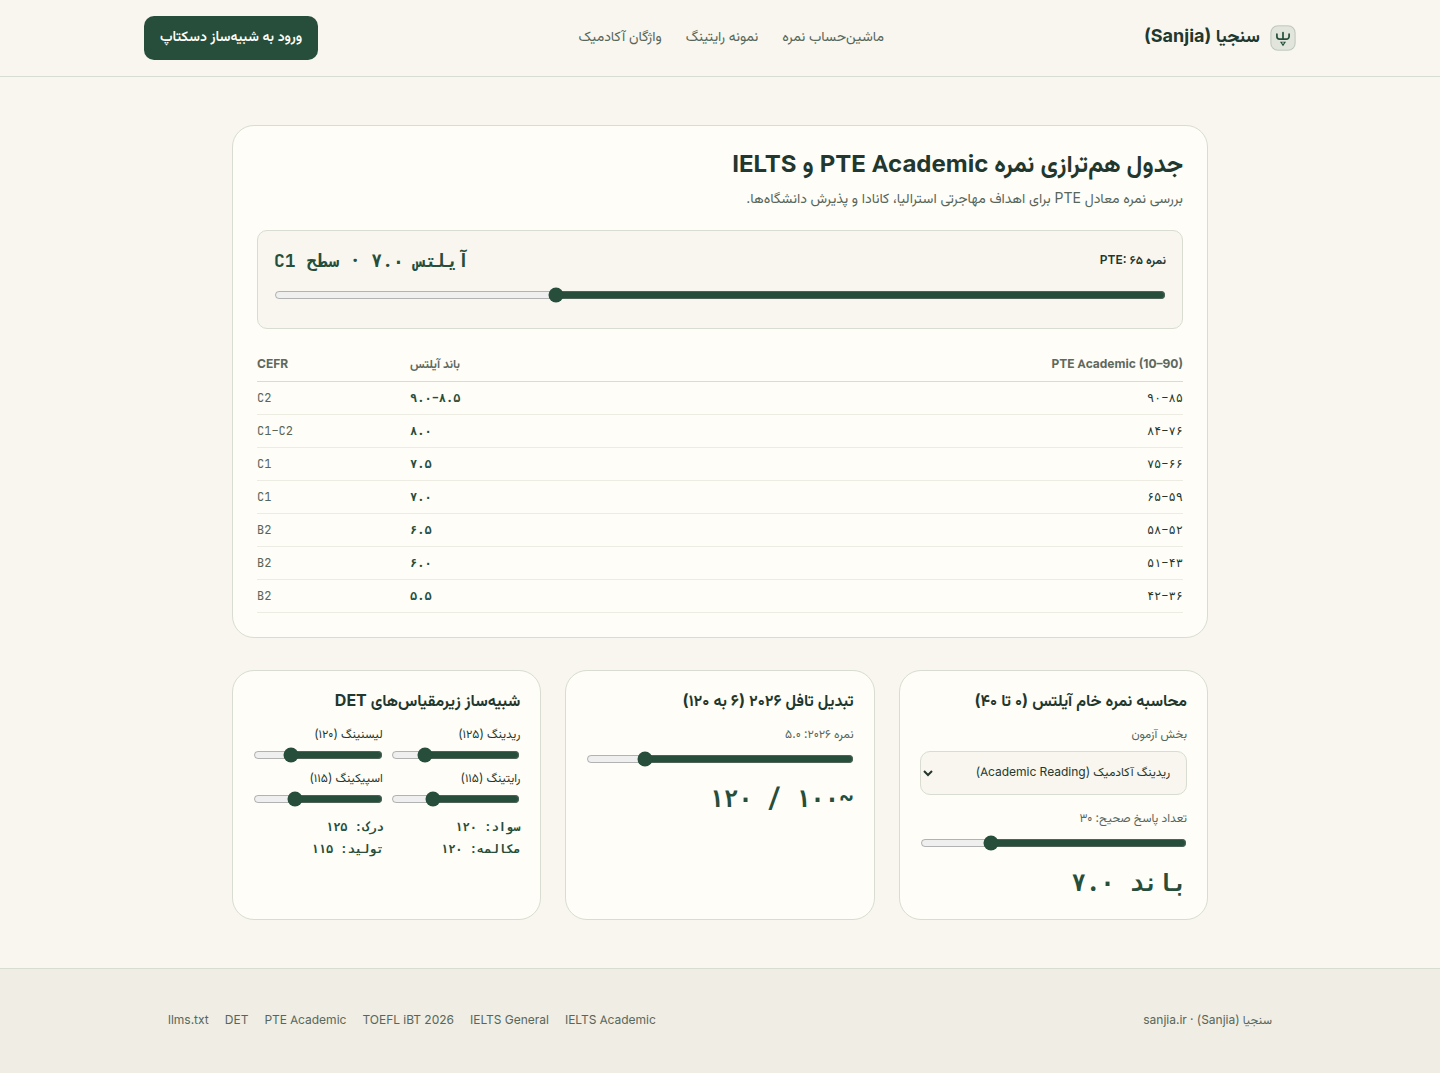 سنجیا (Sanjia)
ماشین‌حساب نمره نمونه رایتینگ واژگان آکادمیک
ورود به شبیه‌ساز دسکتاپ
جدول هم‌ترازی نمره PTE Academic و IELTS
بررسی نمره معادل PTE برای اهداف مهاجرتی استرالیا، کانادا و پذیرش دانشگاه‌ها.
نمره PTE: ۶۵
آیلتس ۷.۰ · سطح C1
PTE Academic (10–90) باند آیلتس CEFR
۹۰–۸۵ ۹.۰–۸.۵ C2
۸۴–۷۶ ۸.۰ C1–C2
۷۵–۶۶ ۷.۵ C1
۶۵–۵۹ ۷.۰ C1
۵۸–۵۲ ۶.۵ B2
۵۱–۴۳ ۶.۰ B2
۴۲–۳۶ ۵.۵ B2
محاسبه نمره خام آیلتس (۰ تا ۴۰)
بخش آزمون
ریدینگ آکادمیک (Academic Reading)
تعداد پاسخ صحیح: ۳۰
باند ۷.۰
تبدیل تافل ۲۰۲۶ (۶ به ۱۲۰)
نمره ۲۰۲۶: ۵.۰
~۱۰۰ / ۱۲۰
شبیه‌ساز زیرمقیاس‌های DET
ریدینگ (۱۲۵) لیسنینگ (۱۲۰)
رایتینگ (۱۱۵) اسپیکینگ (۱۱۵)
سواد: ۱۲۰ درک: ۱۲۵
مکالمه: ۱۲۰ تولید: ۱۱۵
سنجیا (Sanjia) · sanjia.ir
IELTS Academic IELTS General TOEFL iBT 2026 PTE Academic DET llms.txt